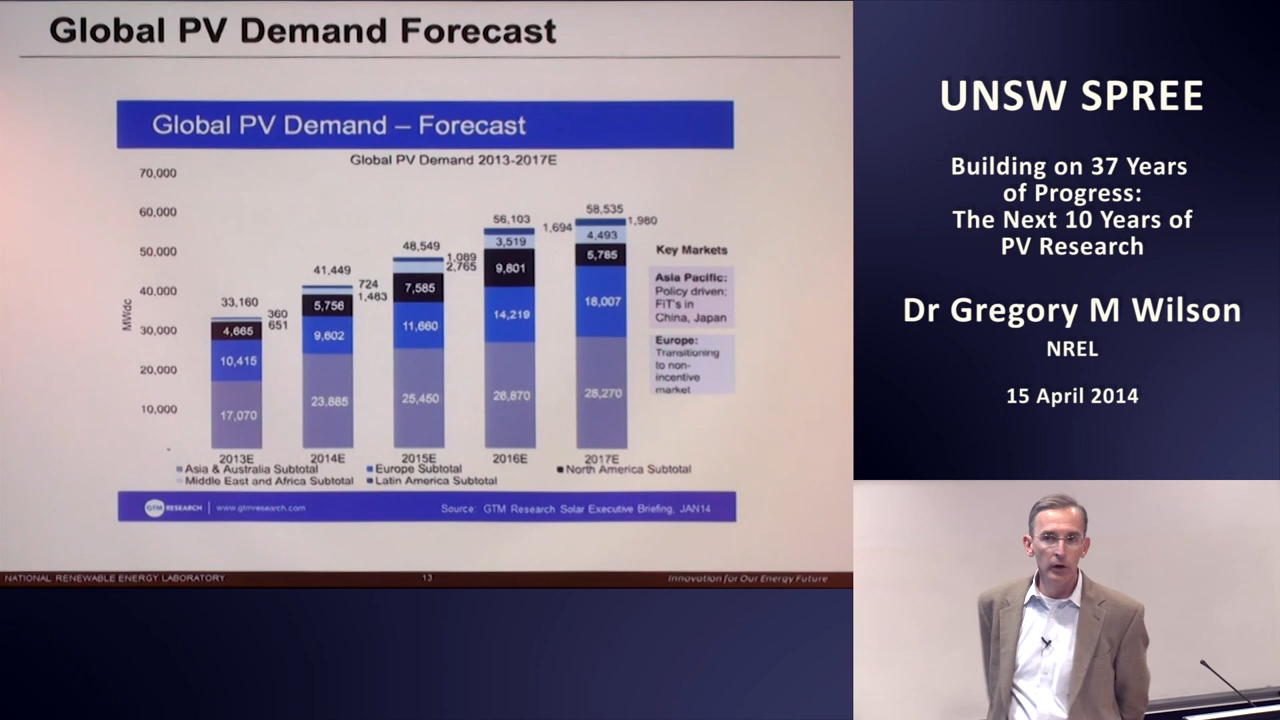 Global PV Demand Forecast
Global PV Demand – Forecast
Global PV Demand 2013-2017E
70,000
60,000
50,000
40,000
30,000
20,000
10,000
-
MWdc
33,160
360
651
4,665
10,415
17,070
41,449
724
1,483
5,756
9,602
23,885
48,549
1,089
2,765
7,585
11,660
25,450
56,103
1,694
3,519
9,801
14,219
26,870
58,535
1,980
4,493
5,785
18,007
28,270
2013E 2014E 2015E 2016E 2017E
Asia & Australia Subtotal Europe Subtotal North America Subtotal
Middle East and Africa Subtotal Latin America Subtotal
Key Markets
Asia Pacific:
Policy driven;
FiT's in
China, Japan
Europe:
Transitioning
to non-
incentive
market
GTM RESEARCH www.gtmresearch.com Source: GTM Research Solar Executive Briefing, JAN14
NATIONAL RENEWABLE ENERGY LABORATORY 13 Innovation for Our Energy Future
UNSW SPREE
Building on 37 Years
of Progress:
The Next 10 Years of
PV Research
Dr Gregory M Wilson
NREL
15 April 2014